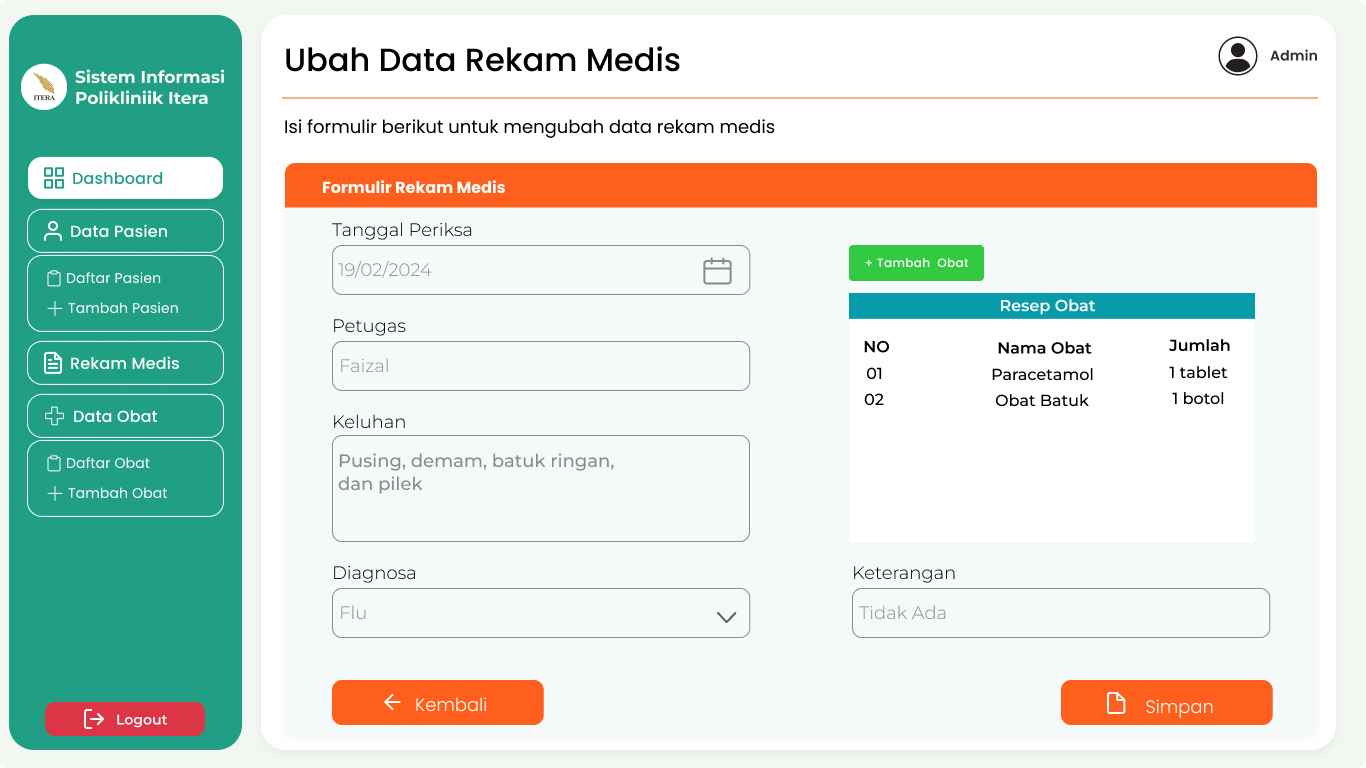 ITERA
Sistem Informasi
Polikliniik Itera
Dashboard
Data Pasien
Daftar Pasien
Tambah Pasien
Rekam Medis
Data Obat
Daftar Obat
Tambah Obat
Logout
Ubah Data Rekam Medis
Admin
Isi formulir berikut untuk mengubah data rekam medis
Formulir Rekam Medis
Tanggal Periksa
19/02/2024
Petugas
Faizal
Keluhan
Pusing, demam, batuk ringan,
dan pilek
Diagnosa
Flu
+ Tambah Obat
Resep Obat
NO Nama Obat Jumlah
01 Paracetamol 1 tablet
02 Obat Batuk 1 botol
Keterangan
Tidak Ada
Kembali
Simpan